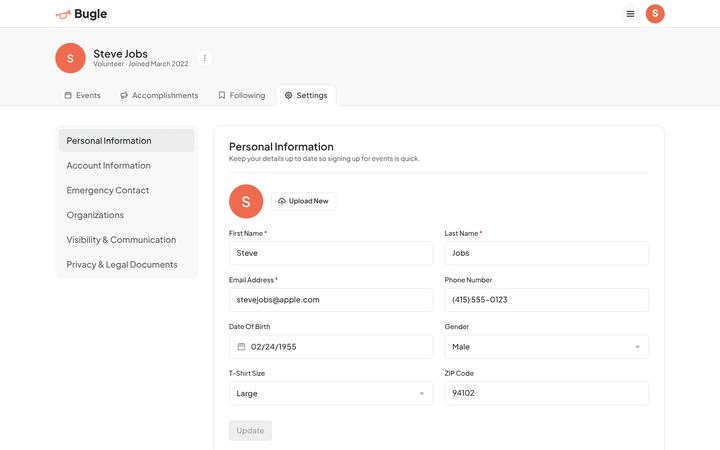 Bugle
S
S
Steve Jobs
Volunteer · Joined March 2022
Events
Accomplishments
Following
Settings
Personal Information
Account Information
Emergency Contact
Organizations
Visibility & Communication
Privacy & Legal Documents
Personal Information
Keep your details up to date so signing up for events is quick.
S
Upload New
First Name *
Last Name *
Steve
Jobs
Email Address *
Phone Number
stevejobs@apple.com
(415) 555-0123
Date Of Birth
Gender
02/24/1955
Male
T-Shirt Size
ZIP Code
Large
94102
Update